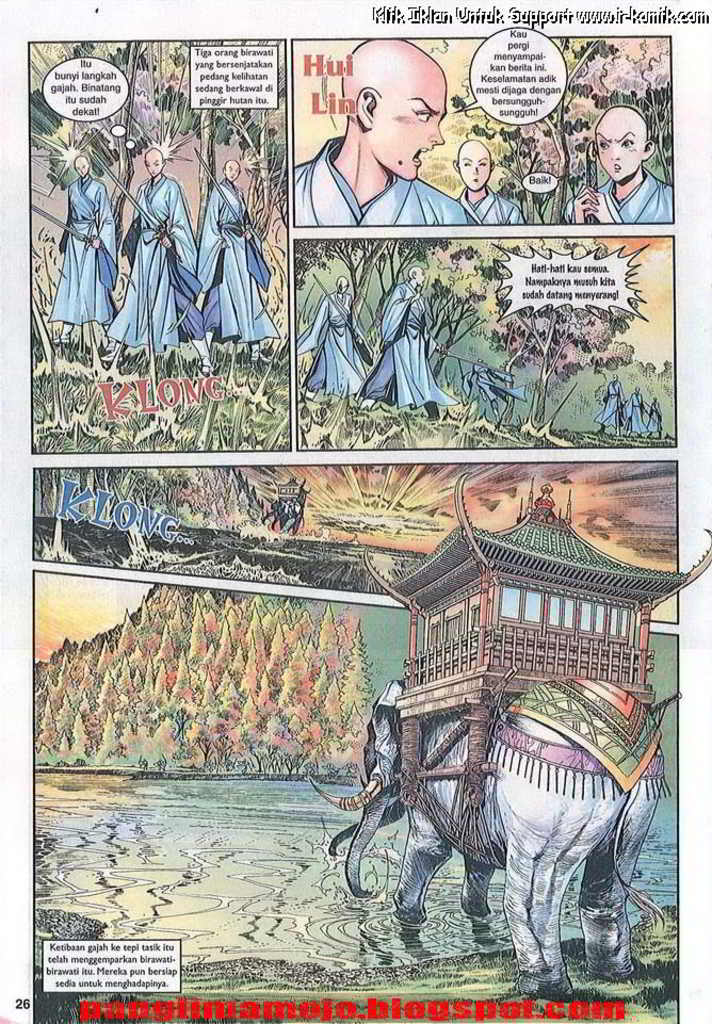 Klik Iklan Untuk Support www.ir-komik.com
Itu
bunyi langkah
gajah. Binatang
itu sudah
dekat!
Tiga orang birawati
yang bersenjatakan
pedang kelihatan
sedang berkawal di
pinggir hutan itu.
KLONG...
Hui
Lin
Kau
pergi
menyampai-
kan berita ini.
Keselamatan adik
mesti dijaga dengan
bersungguh-
sungguh!
Baik!
Hati-hati kau semua.
Nampaknya musuh kita
sudah datang menyerang!
KLONG...
Ketibaan gajah ke tepi tasik itu
telah menggemparkan birawati-
birawati itu. Mereka pun bersiap
sedia untuk menghadapinya.
26
panglimamojo.blogspot.com